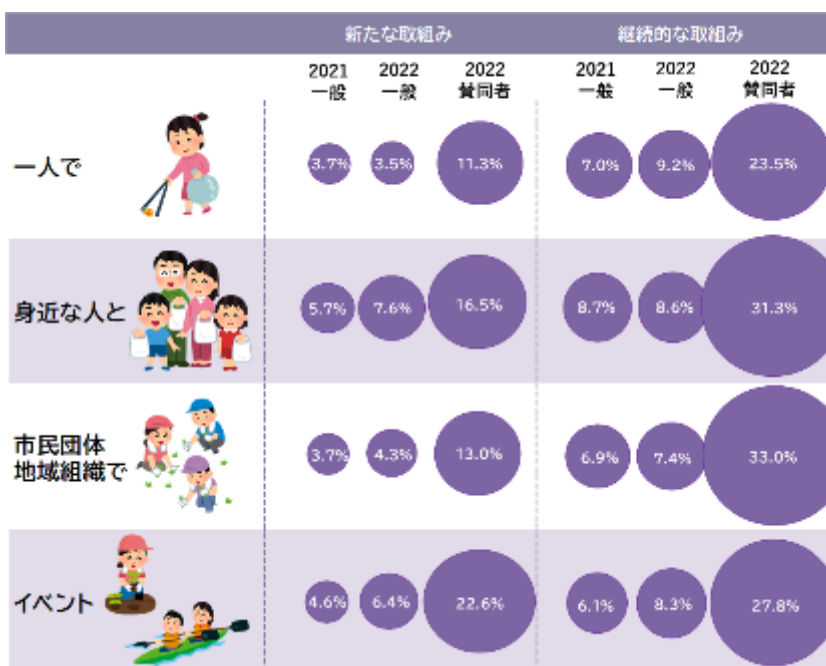 新たな取組み 継続的な取組み
2021 2022 2022 2021 2022 2022
一般 一般 賛同者 一般 一般 賛同者
一人で 3.7% 3.5% 11.3% 7.0% 9.2% 23.5%
身近な人と 5.7% 7.6% 16.5% 8.7% 8.6% 31.3%
市民団体
地域組織で 3.7% 4.3% 13.0% 6.9% 7.4% 33.0%
イベント 4.6% 6.4% 22.6% 6.1% 8.3% 27.8%